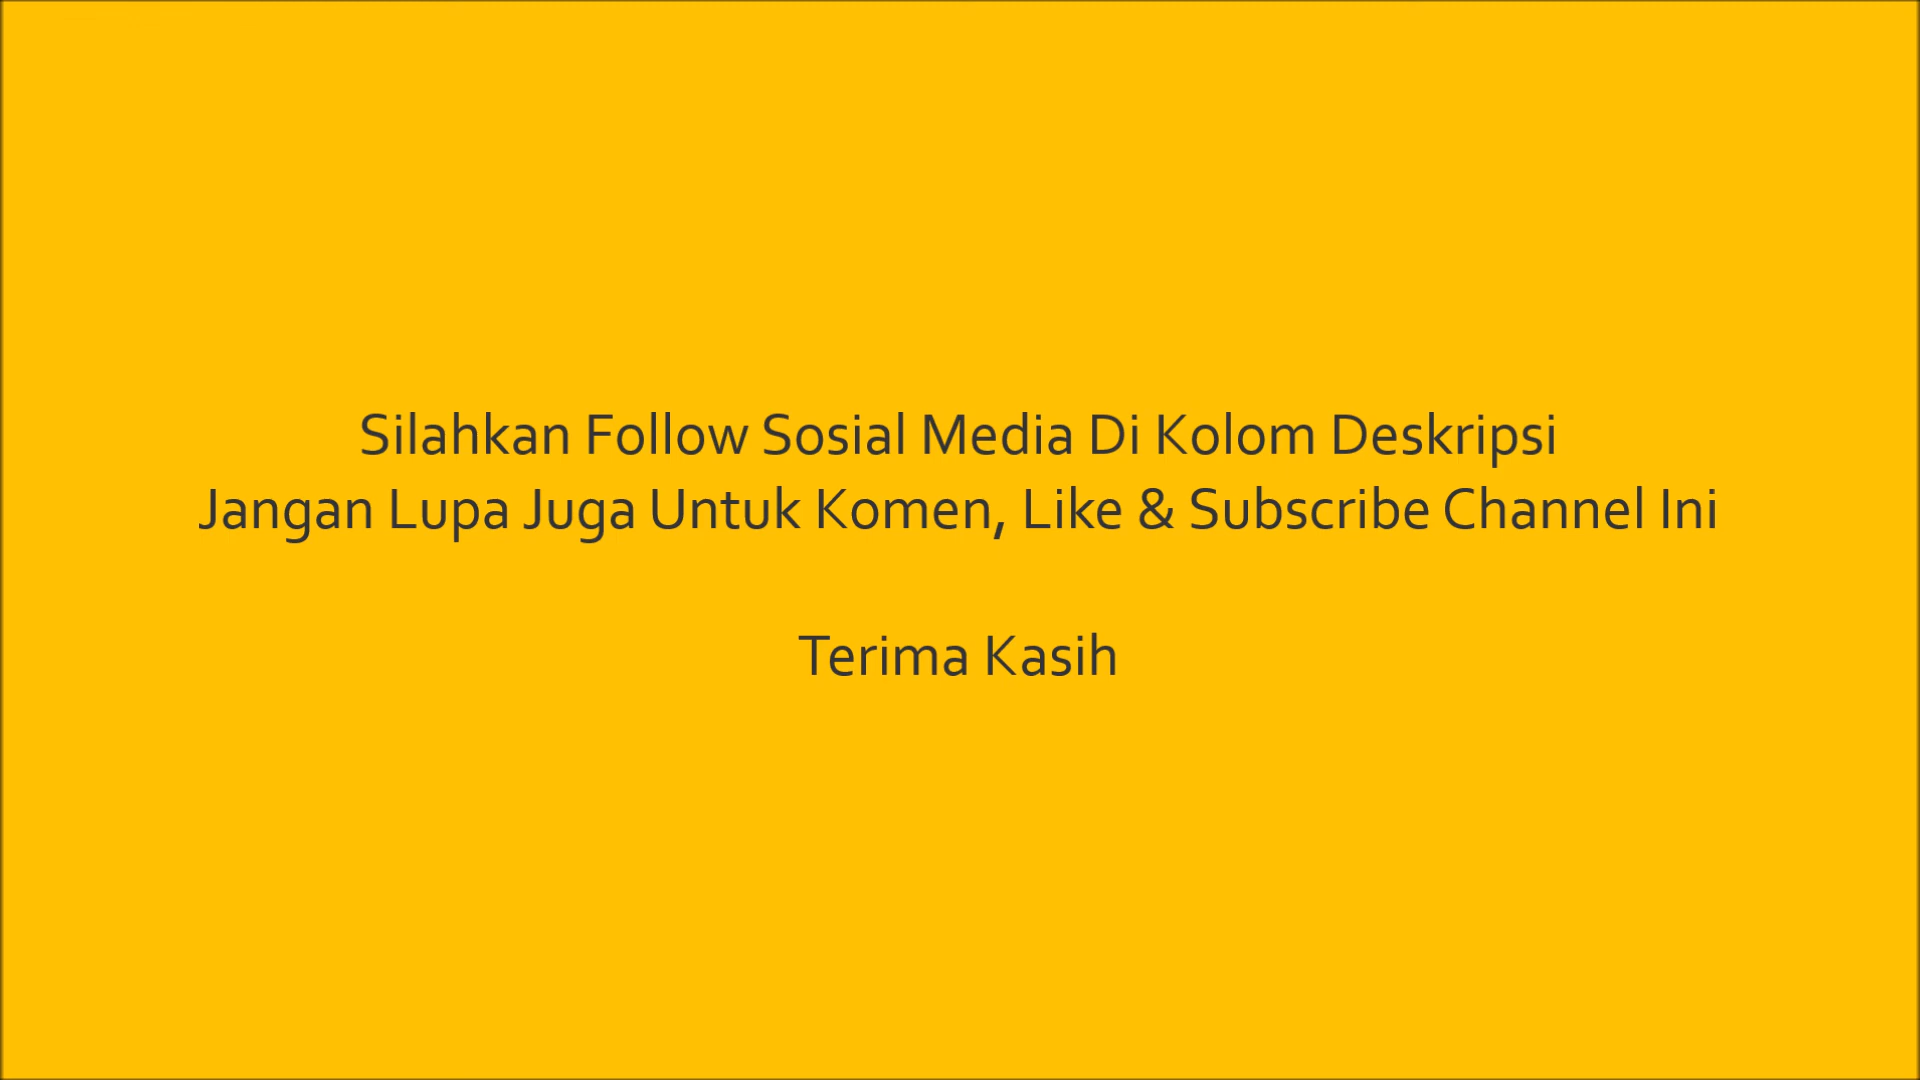 Silahkan Follow Sosial Media Di Kolom Deskripsi
Jangan Lupa Juga Untuk Komen, Like & Subscribe Channel Ini
Terima Kasih